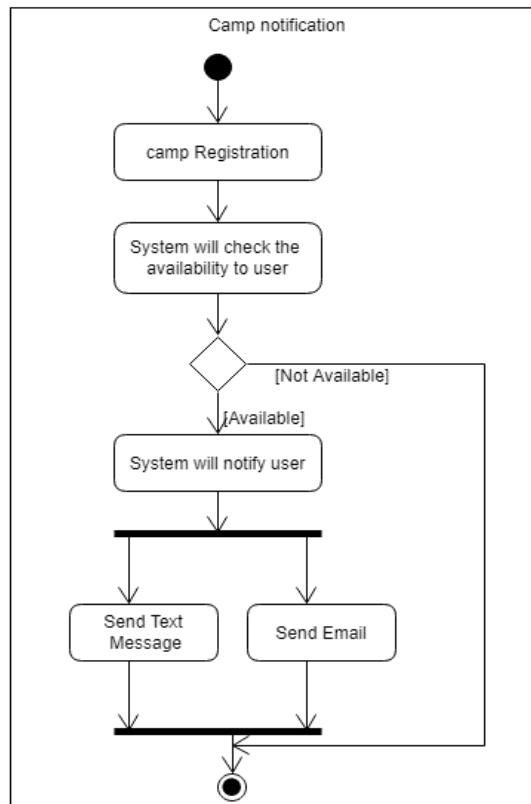 Camp notification
camp Registration
System will check the
availability to user
[Not Available]
[Available]
System will notify user
Send Text
Message
Send Email